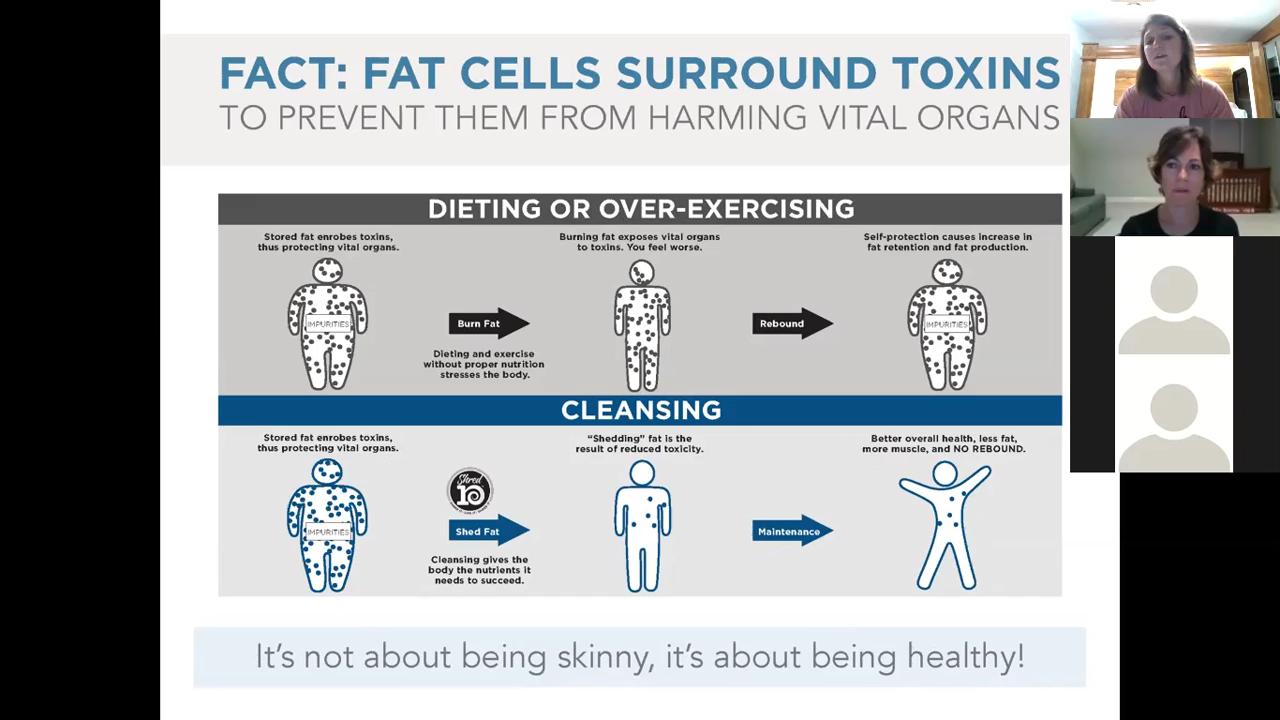 FACT: FAT CELLS SURROUND TOXINS
TO PREVENT THEM FROM HARMING VITAL ORGANS
DIETING OR OVER-EXERCISING
Stored fat enrobes toxins,
thus protecting vital organs.
IMPURITIES
Burn Fat
Dieting and exercise
without proper nutrition
stresses the body.
Burning fat exposes vital organs
to toxins. You feel worse.
Rebound
Self-protection causes increase in
fat retention and fat production.
IMPURITIES
CLEANSING
Stored fat enrobes toxins,
thus protecting vital organs.
IMPURITIES
Shred
10
Shed Fat
Cleansing gives the
body the nutrients it
needs to succeed.
"Shedding" fat is the
result of reduced toxicity.
Maintenance
Better overall health, less fat,
more muscle, and NO REBOUND.
It's not about being skinny, it's about being healthy!